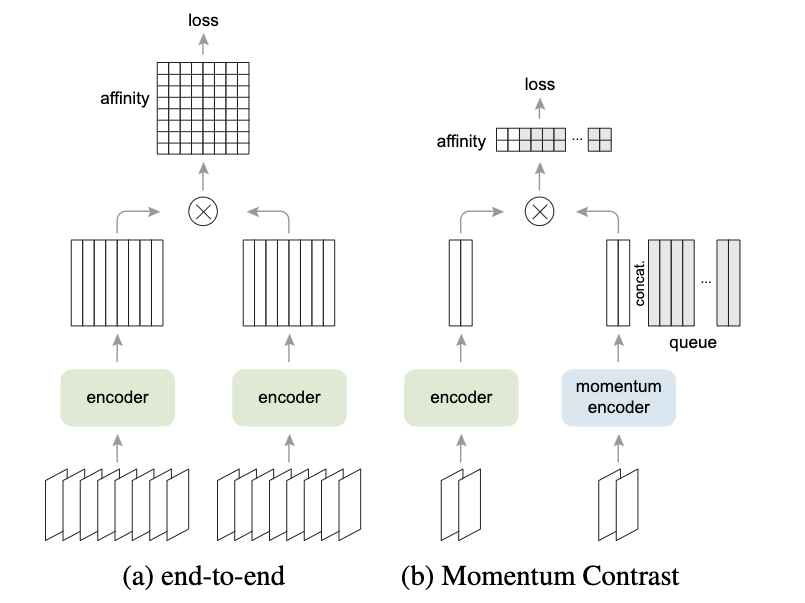 loss
affinity
encoder
encoder
(a) end-to-end
loss
affinity
...
concat.
...
queue
encoder
momentum
encoder
(b) Momentum Contrast